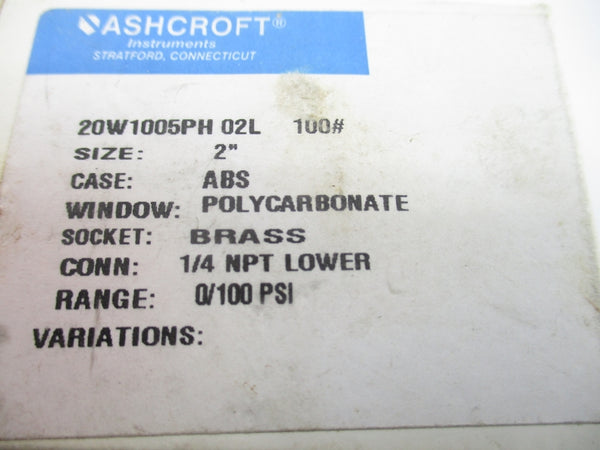 ASHCROFT®
Instruments
STRATFORD, CONNECTICUT
20W1005PH 02L 100#
SIZE: 2"
CASE: ABS
WINDOW: POLYCARBONATE
SOCKET: BRASS
CONN: 1/4 NPT LOWER
RANGE: 0/100 PSI
VARIATIONS: